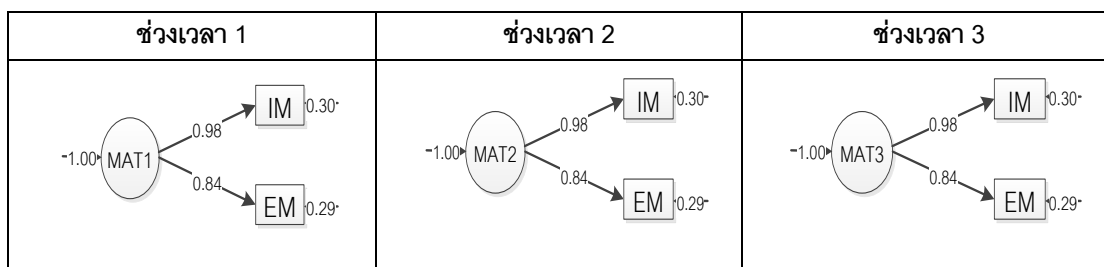 ช่วงเวลา 1 ช่วงเวลา 2 ช่วงเวลา 3
IM 0.30 IM 0.30 IM 0.30
0.98 0.98 0.98
1.00 MAT1 1.00 MAT2 1.00 MAT3
0.84 0.84 0.84
EM 0.29 EM 0.29 EM 0.29